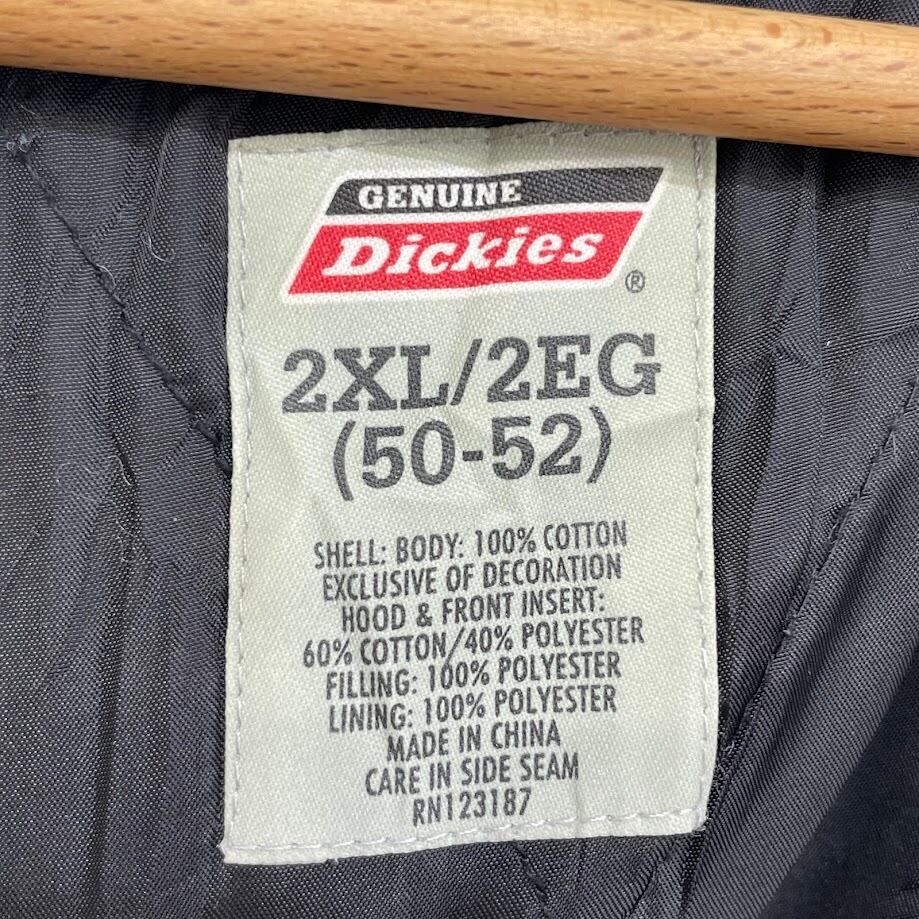 GENUINE
Dickies®
2XL/2EG
(50-52)
SHELL: BODY: 100% COTTON
EXCLUSIVE OF DECORATION
HOOD & FRONT INSERT:
60% COTTON/40% POLYESTER
FILLING: 100% POLYESTER
LINING: 100% POLYESTER
MADE IN CHINA
CARE IN SIDE SEAM
RN123187